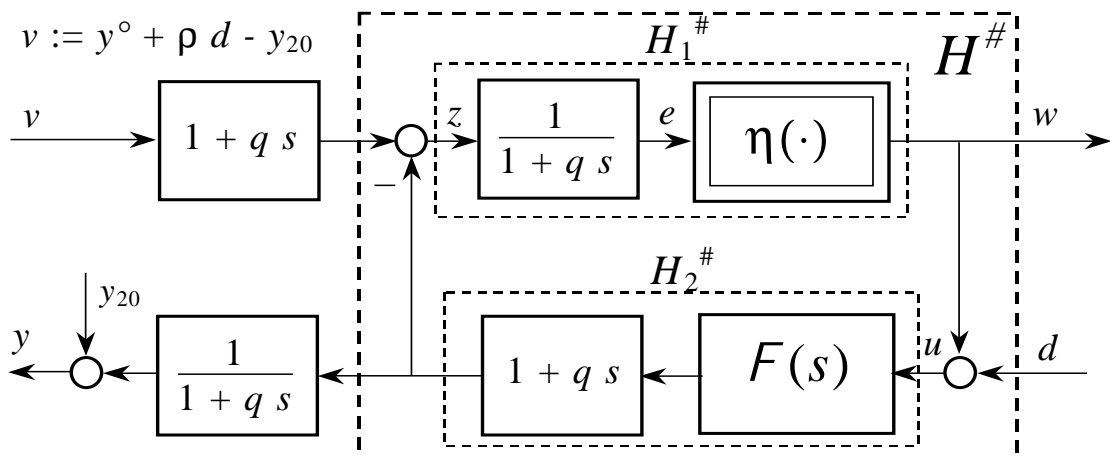 v := y° + ρ d - y₂₀
H₁^#
H^#
v
1 + q s
z
1
1 + q s
e
η(·)
w
–
H₂^#
y₂₀
y
1
1 + q s
1 + q s
F(s)
u
d